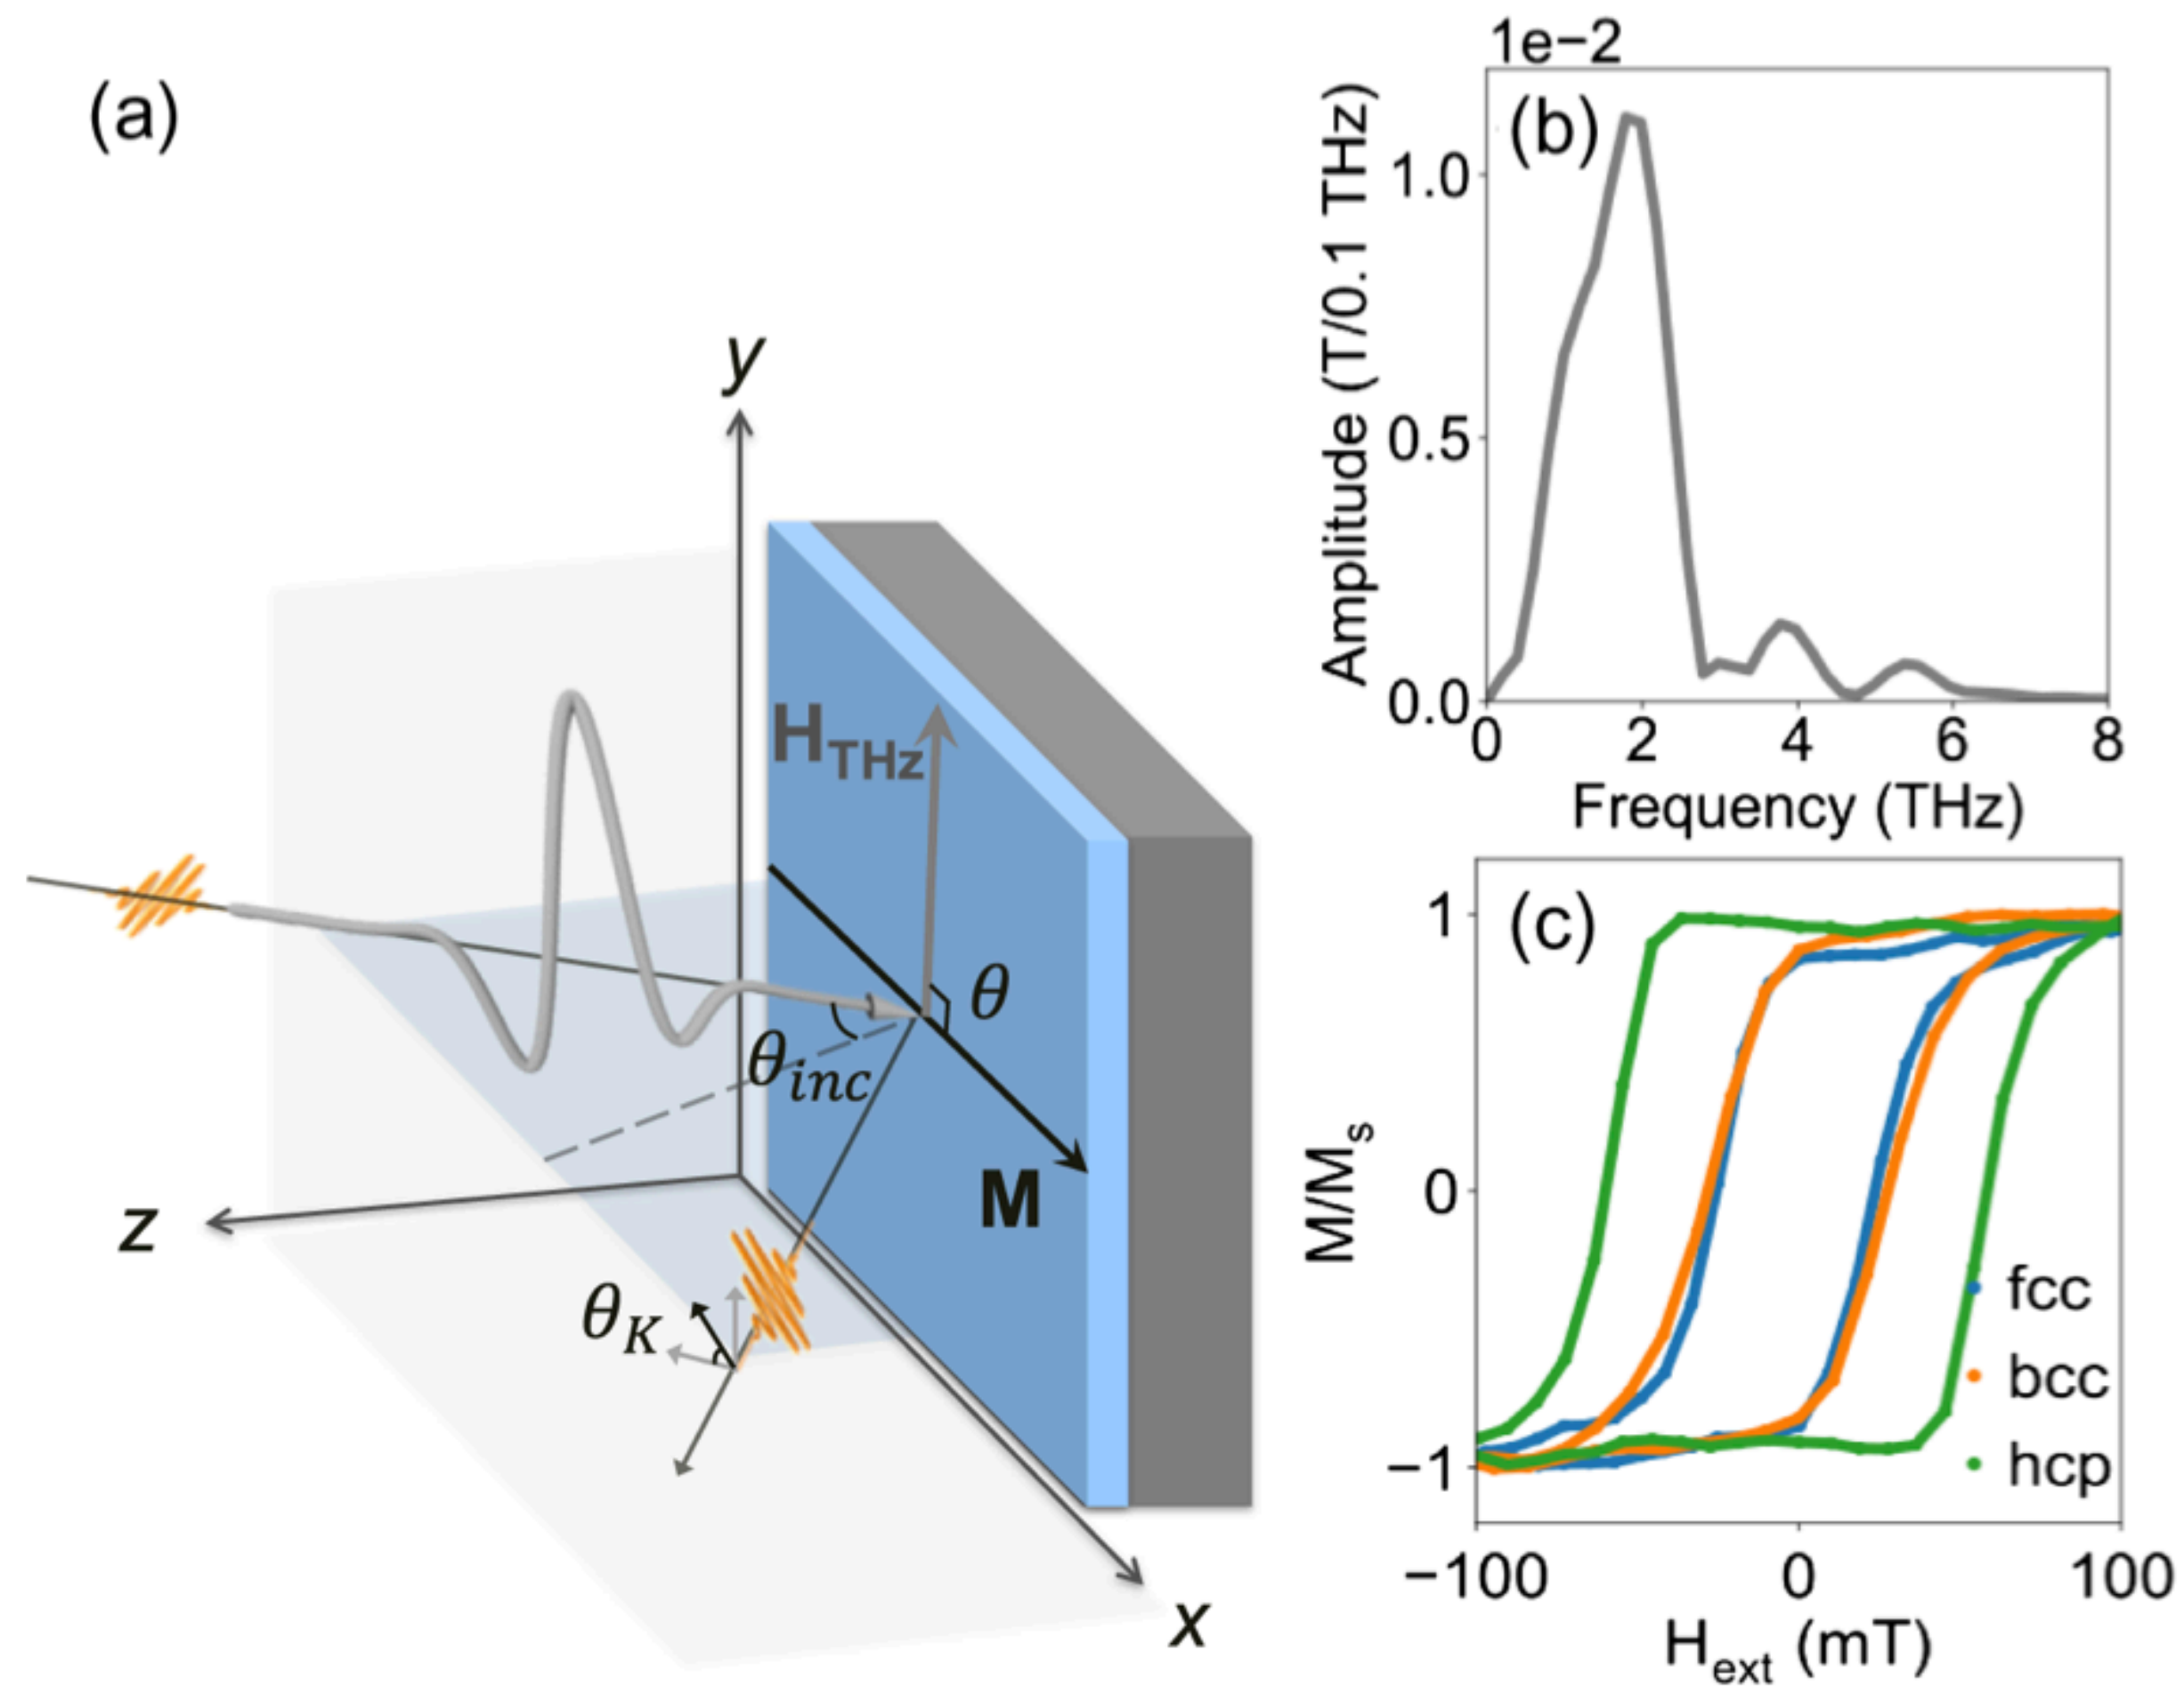 (a)
y
H_THz
θ
θ_inc
M
z
θ_K
x
1e−2
(b)
Amplitude (T/0.1 THz)
1.0
0.5
0.0
0 2 4 6 8
Frequency (THz)
(c)
M/M_s
1
0
−1
fcc
bcc
hcp
−100 0 100
H_ext (mT)